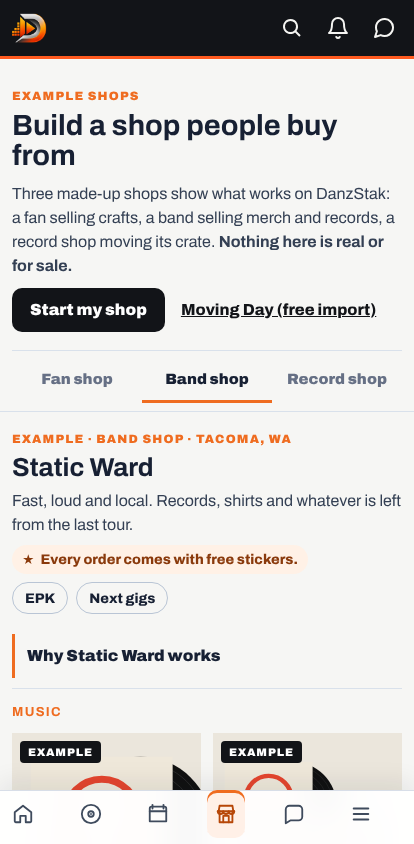 EXAMPLE SHOPS
Build a shop people buy
from
Three made-up shops show what works on DanzStak:
a fan selling crafts, a band selling merch and records, a
record shop moving its crate. Nothing here is real or
for sale.
Start my shop
Moving Day (free import)
Fan shop
Band shop
Record shop
EXAMPLE · BAND SHOP · TACOMA, WA
Static Ward
Fast, loud and local. Records, shirts and whatever is left
from the last tour.
★ Every order comes with free stickers.
EPK
Next gigs
Why Static Ward works
MUSIC
EXAMPLE
EXAMPLE